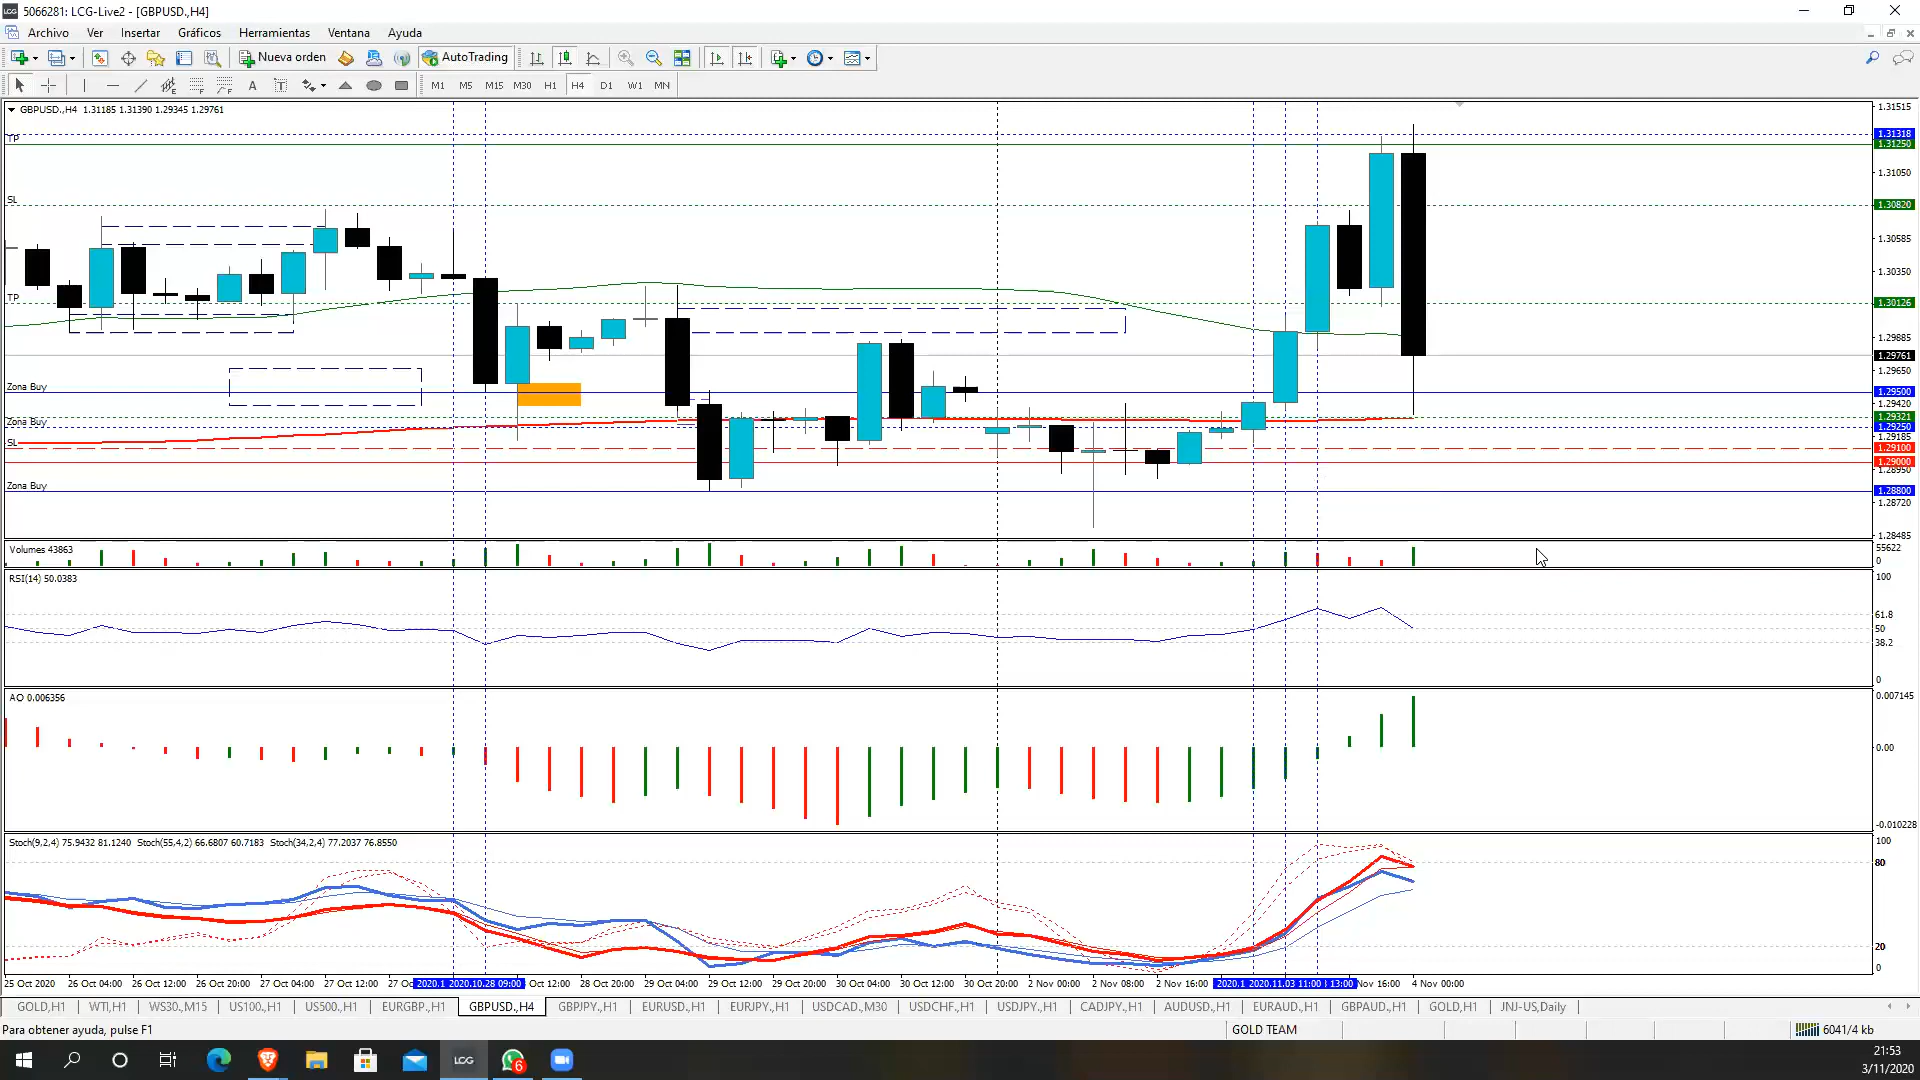 5066281: LCG-Live2 - [GBPUSD.,H4]
Archivo Ver Insertar Gráficos Herramientas Ventana Ayuda
Nueva orden AutoTrading
A T M1 M5 M15 M30 H1 H4 D1 W1 MN
GBPUSD.,H4 1.31185 1.31390 1.29345 1.29761
1.31515
1.31318
TP
1.31250
1.31050
SL
1.30820
1.30585
1.30350
TP
1.30126
1.29885
1.29761
1.29650
Zona Buy
1.29500
1.29420
1.29321
Zona Buy
1.29250
1.29185
SL
1.29100
1.29000
1.28950
Zona Buy
1.28800
1.28720
1.28485
Volumes 43863
55622
0
RSI(14) 50.0383
100
61.8
50
38.2
0
AO 0.006356
0.007145
0.00
-0.010228
Stoch(9,2,4) 75.9432 81.1240 Stoch(55,4,2) 66.6807 60.7183 Stoch(34,2,4) 77.2037 76.8550
100
80
20
0
25 Oct 2020 26 Oct 04:00 26 Oct 12:00 26 Oct 20:00 27 Oct 04:00 27 Oct 12:00 27 Oc 2020.1 2020.10.28 09:00 Oct 12:00 28 Oct 20:00 29 Oct 04:00 29 Oct 12:00 29 Oct 20:00 30 Oct 04:00 30 Oct 12:00 30 Oct 20:00 2 Nov 00:00 2 Nov 08:00 2 Nov 16:00 2020.1 2020.11.03 11:00 13:00 Nov 16:00 4 Nov 00:00
GOLD,H1 WTI,H1 WS30.,M15 US100.,H1 US500.,H1 EURGBP.,H1 GBPUSD.,H4 GBPJPY.,H1 EURUSD.,H1 EURJPY.,H1 USDCAD.,M30 USDCHF.,H1 USDJPY.,H1 CADJPY.,H1 AUDUSD.,H1 EURAUD.,H1 GBPAUD.,H1 GOLD,H1 JNJ-US,Daily
Para obtener ayuda, pulse F1 GOLD TEAM 6041/4 kb
LCG 6
21:53
3/11/2020